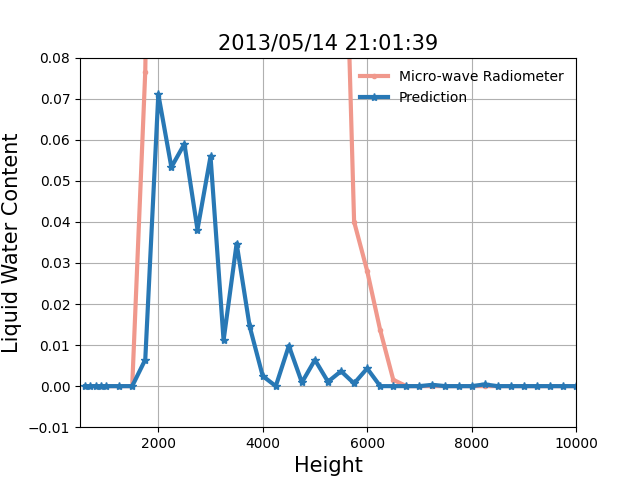 2013/05/14 21:01:39
Liquid Water Content
0.08
0.07
0.06
0.05
0.04
0.03
0.02
0.01
0.00
−0.01
Micro-wave Radiometer
Prediction
2000 4000 6000 8000 10000
Height